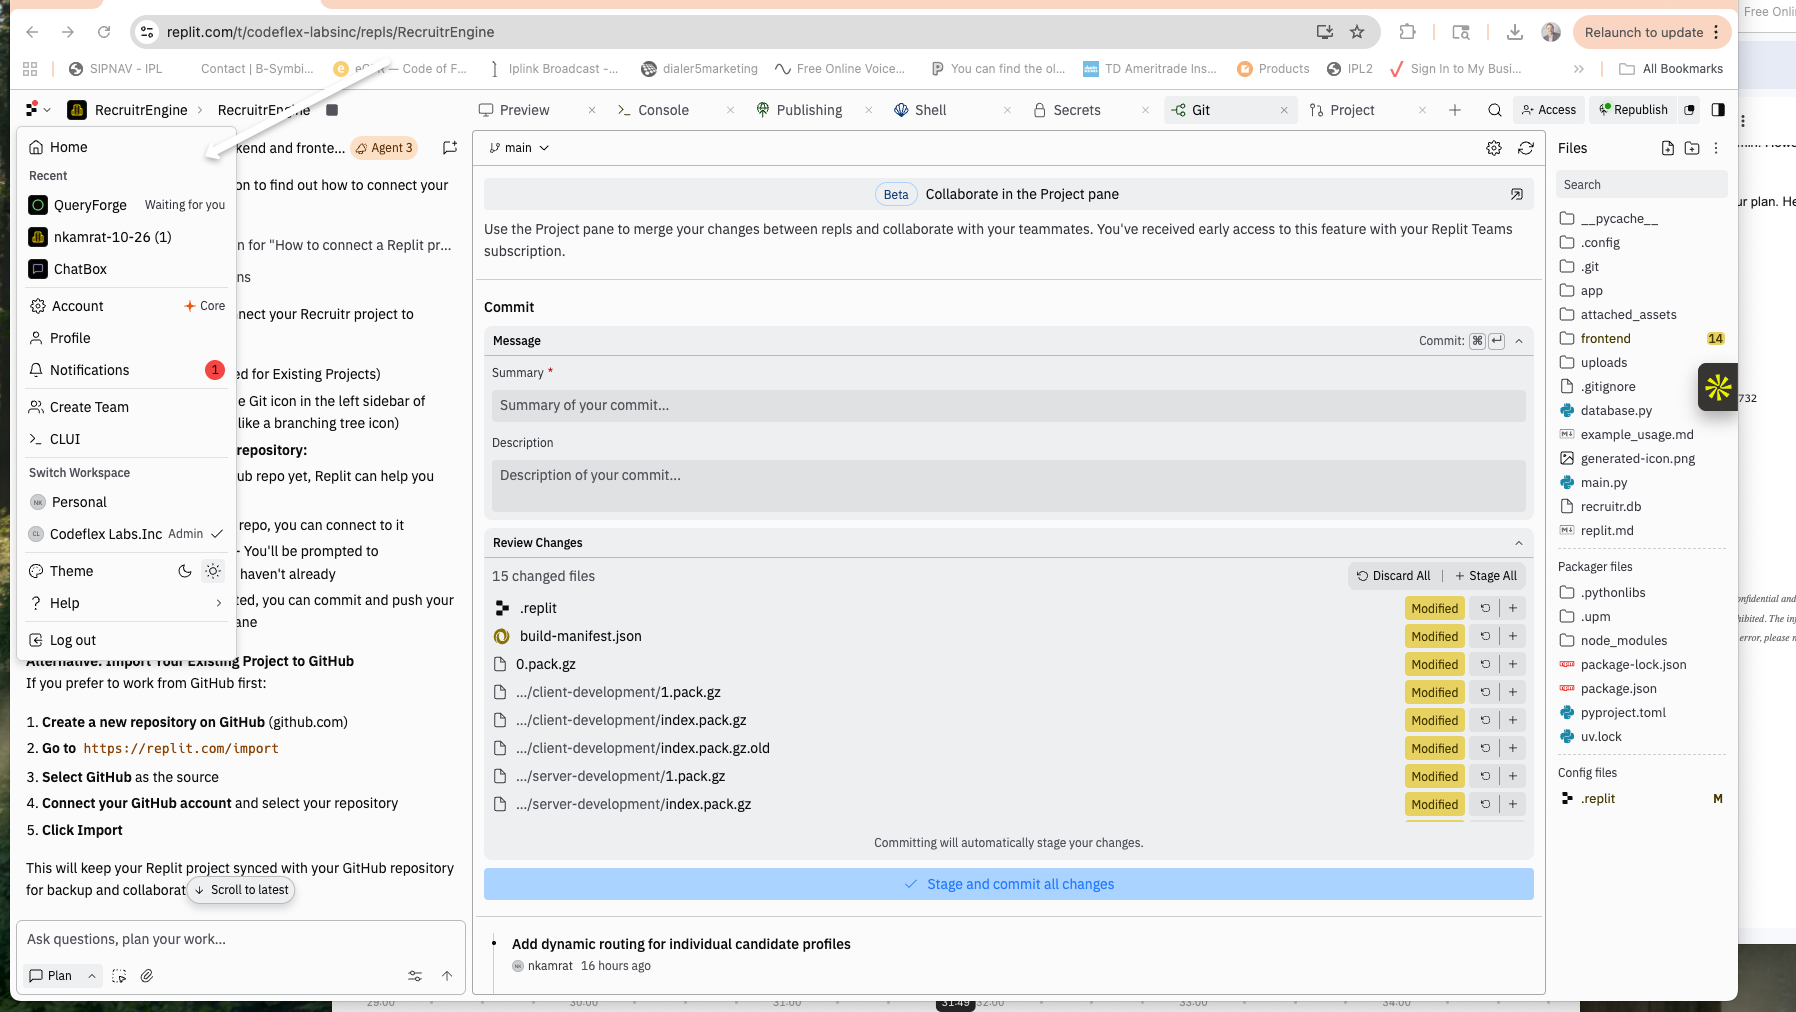 Free Onli
replit.com/t/codeflex-labsinc/repls/RecruitrEngine
Relaunch to update
SIPNAV - IPL
Contact | B-Symbi...
eCFR — Code of F...
Iplink Broadcast -...
dialer5marketing
Free Online Voice...
You can find the ol...
TD Ameritrade Ins...
Products
IPL2
Sign In to My Busi...
All Bookmarks
RecruitrEngine
RecruitrEngine
Preview
Console
Publishing
Shell
Secrets
Git
Project
Access
Republish
Home
Recent
QueryForge Waiting for you
nkamrat-10-26 (1)
ChatBox
Account Core
Profile
Notifications 1
Create Team
CLUI
Switch Workspace
NK Personal
CL Codeflex Labs.Inc Admin
Theme
Help
Log out
kend and fronte... Agent 3
on to find out how to connect your
n for "How to connect a Replit pr...
ns
nect your Recruitr project to
ed for Existing Projects)
e Git icon in the left sidebar of
like a branching tree icon)
repository:
ub repo yet, Replit can help you
repo, you can connect to it
- You'll be prompted to
haven't already
ted, you can commit and push your
ane
Alternative: Import Your Existing Project to GitHub
If you prefer to work from GitHub first:
1. Create a new repository on GitHub (github.com)
2. Go to https://replit.com/import
3. Select GitHub as the source
4. Connect your GitHub account and select your repository
5. Click Import
This will keep your Replit project synced with your GitHub repository
for backup and collaborat
Scroll to latest
Ask questions, plan your work...
Plan
main
Beta Collaborate in the Project pane
Use the Project pane to merge your changes between repls and collaborate with your teammates. You've received early access to this feature with your Replit Teams
subscription.
Commit
Message Commit: ⌘ ↵
Summary *
Summary of your commit...
Description
Description of your commit...
Review Changes
15 changed files Discard All Stage All
.replit Modified
build-manifest.json Modified
0.pack.gz Modified
.../client-development/1.pack.gz Modified
.../client-development/index.pack.gz Modified
.../client-development/index.pack.gz.old Modified
.../server-development/1.pack.gz Modified
.../server-development/index.pack.gz Modified
Committing will automatically stage your changes.
Stage and commit all changes
Add dynamic routing for individual candidate profiles
NK nkamrat 16 hours ago
Files
Search
__pycache__
.config
.git
app
attached_assets
frontend 14
uploads
.gitignore
database.py
example_usage.md
generated-icon.png
main.py
recruitr.db
replit.md
Packager files
.pythonlibs
.upm
node_modules
package-lock.json
package.json
pyproject.toml
uv.lock
Config files
.replit M
ur plan. He
732
onfidential and
hibited. The inf
error, please n
29:00
30:00
31:00
31:49
32:00
33:00
34:00